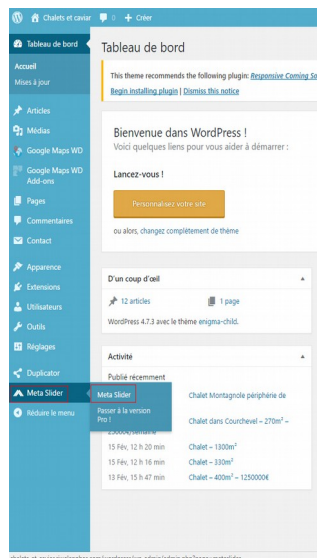 Chalets et caviar 0 + Créer
Tableau de bord
Accueil
Mises à jour
Articles
Médias
Google Maps WD
Google Maps WD
Add-ons
Pages
Commentaires
Contact
Apparence
Extensions
Utilisateurs
Outils
Réglages
Duplicator
Meta Slider
Réduire le menu
Meta Slider
Passer à la version
Pro !
Tableau de bord
This theme recommends the following plugin: Responsive Coming So
Begin installing plugin | Dismiss this notice
Bienvenue dans WordPress !
Voici quelques liens pour vous aider à démarrer :
Lancez-vous !
Personnalisez votre site
ou alors, changez complètement de thème
D'un coup d'œil
12 articles 1 page
WordPress 4.7.3 avec le thème enigma-child.
Activité
Publié récemment
Chalet Montagnole périphérie de
Chalet dans Courchevel – 270m² –
15 Fév, 12 h 20 min Chalet – 1300m²
15 Fév, 12 h 16 min Chalet – 330m²
13 Fév, 15 h 47 min Chalet – 400m² – 1250000€